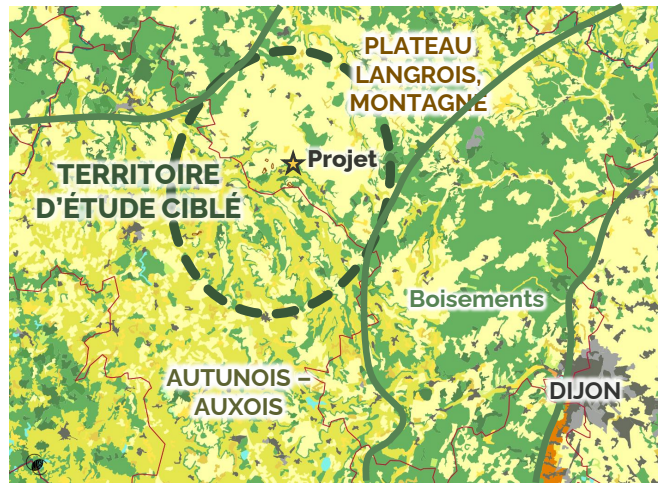 PLATEAU
LANGROIS,
MONTAGNE
Projet
TERRITOIRE
D'ÉTUDE CIBLÉ
Boisements
AUTUNOIS –
AUXOIS
DIJON